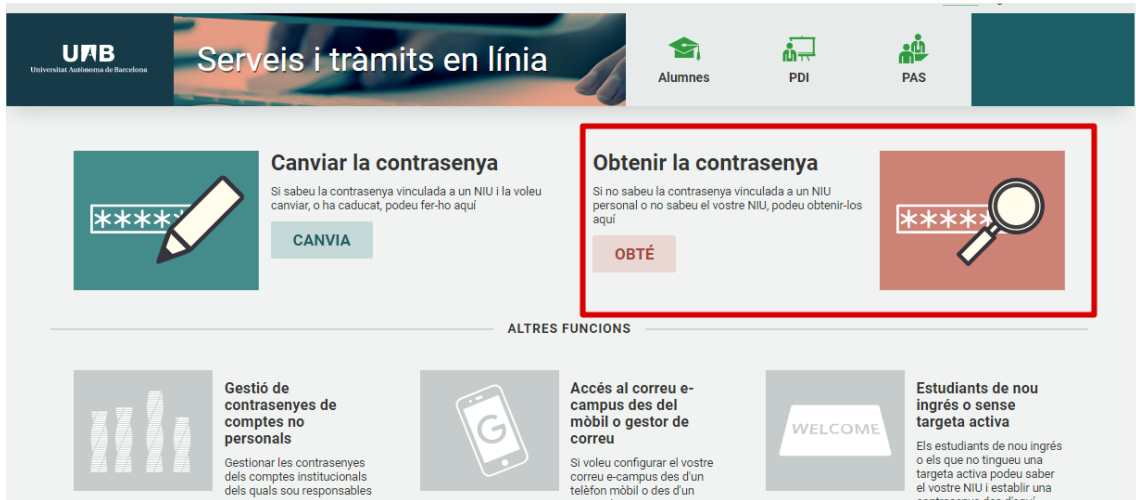 UAB
Universitat Autònoma de Barcelona
Serveis i tràmits en línia
Alumnes
PDI
PAS
Canviar la contrasenya
Si sabeu la contrasenya vinculada a un NIU i la voleu
canviar, o ha caducat, podeu fer-ho aquí
CANVIA
Obtenir la contrasenya
Si no sabeu la contrasenya vinculada a un NIU
personal o no sabeu el vostre NIU, podeu obtenir-los
aquí
OBTÉ
ALTRES FUNCIONS
Gestió de
contrasenyes de
comptes no
personals
Gestionar les contrasenyes
dels comptes institucionals
dels quals sou responsables
G
Accés al correu e-
campus des del
mòbil o gestor de
correu
Si voleu configurar el vostre
correu e-campus des d'un
telèfon mòbil o des d'un
WELCOME
Estudiants de nou
ingrés o sense
targeta activa
Els estudiants de nou ingrés
o els que no tingueu una
targeta activa podeu saber
el vostre NIU i establir una
contrasenya des d'aquí